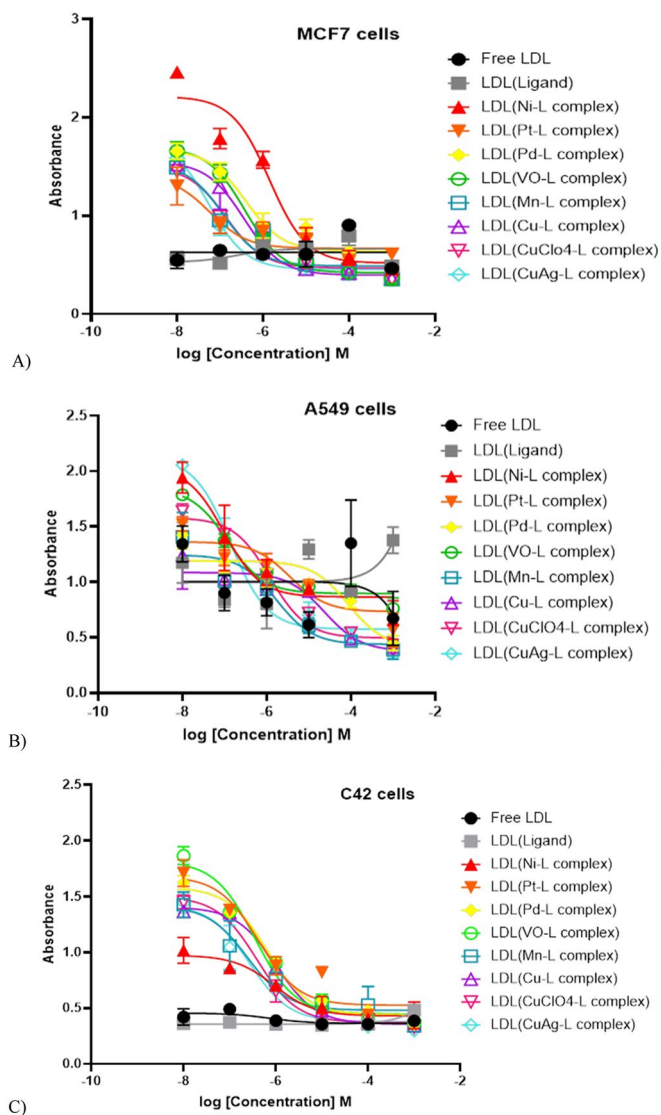 MCF7 cells
3
2
1
0
Absorbance
-10
-8
-6
-4
-2
log [Concentration] M
Free LDL
LDL(Ligand)
LDL(Ni-L complex)
LDL(Pt-L complex)
LDL(Pd-L complex)
LDL(VO-L complex)
LDL(Mn-L complex)
LDL(Cu-L complex)
LDL(CuClo4-L complex)
LDL(CuAg-L complex)
A)
A549 cells
2.5
2.0
1.5
1.0
0.5
0.0
Absorbance
-10
-8
-6
-4
-2
log [Concentration] M
Free LDL
LDL(Ligand)
LDL(Ni-L complex)
LDL(Pt-L complex)
LDL(Pd-L complex)
LDL(VO-L complex)
LDL(Mn-L complex)
LDL(Cu-L complex)
LDL(CuClO4-L complex)
LDL(CuAg-L complex)
B)
C42 cells
2.5
2.0
1.5
1.0
0.5
0.0
Absorbance
-10
-8
-6
-4
-2
log [Concentration] M
Free LDL
LDL(Ligand)
LDL(Ni-L complex)
LDL(Pt-L complex)
LDL(Pd-L complex)
LDL(VO-L complex)
LDL(Mn-L complex)
LDL(Cu-L complex)
LDL(CuClO4-L complex)
LDL(CuAg-L complex)
C)